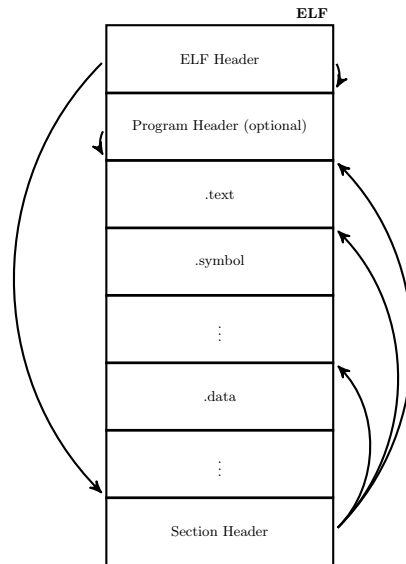 ELF
ELF Header
Program Header (optional)
.text
.symbol
⋮
.data
⋮
Section Header